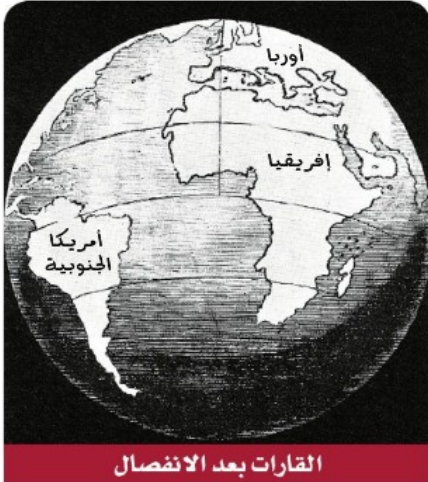 أوربا
إفريقيا
أمريكا
الجنوبية
القارات بعد الانفصال